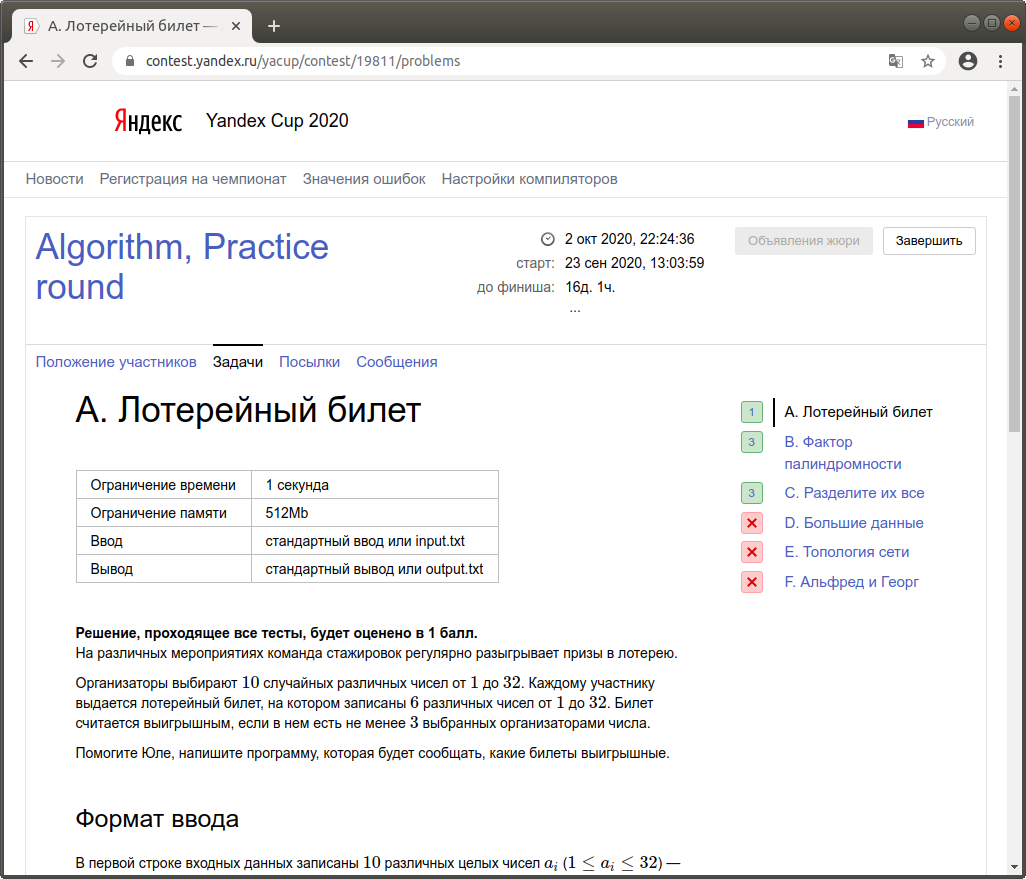 А. Лотерейный билет —
contest.yandex.ru/yacup/contest/19811/problems
Яндекс Yandex Cup 2020
Русский
Новости Регистрация на чемпионат Значения ошибок Настройки компиляторов
Algorithm, Practice
round
2 окт 2020, 22:24:36
старт: 23 сен 2020, 13:03:59
до финиша: 16д. 1ч.
...
Объявления жюри Завершить
Положение участников Задачи Посылки Сообщения
A. Лотерейный билет
Ограничение времени 1 секунда
Ограничение памяти 512Mb
Ввод стандартный ввод или input.txt
Вывод стандартный вывод или output.txt
1 A. Лотерейный билет
3 B. Фактор
палиндромности
3 C. Разделите их все
D. Большие данные
E. Топология сети
F. Альфред и Георг
Решение, проходящее все тесты, будет оценено в 1 балл.
На различных мероприятиях команда стажировок регулярно разыгрывает призы в лотерею.
Организаторы выбирают 10 случайных различных чисел от 1 до 32. Каждому участнику
выдается лотерейный билет, на котором записаны 6 различных чисел от 1 до 32. Билет
считается выигрышным, если в нем есть не менее 3 выбранных организаторами числа.
Помогите Юле, напишите программу, которая будет сообщать, какие билеты выигрышные.
Формат ввода
В первой строке входных данных записаны 10 различных целых чисел aᵢ (1 ≤ aᵢ ≤ 32) —